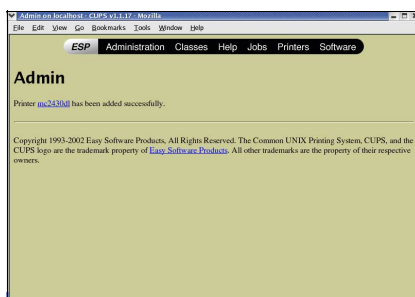 Admin on localhost - CUPS v1.1.17 - Mozilla
File Edit View Go Bookmarks Tools Window Help
ESP Administration Classes Help Jobs Printers Software
Admin
Printer mc2430dl has been added successfully.
Copyright 1993-2002 Easy Software Products, All Rights Reserved. The Common UNIX Printing System, CUPS, and the
CUPS logo are the trademark property of Easy Software Products. All other trademarks are the property of their respective
owners.